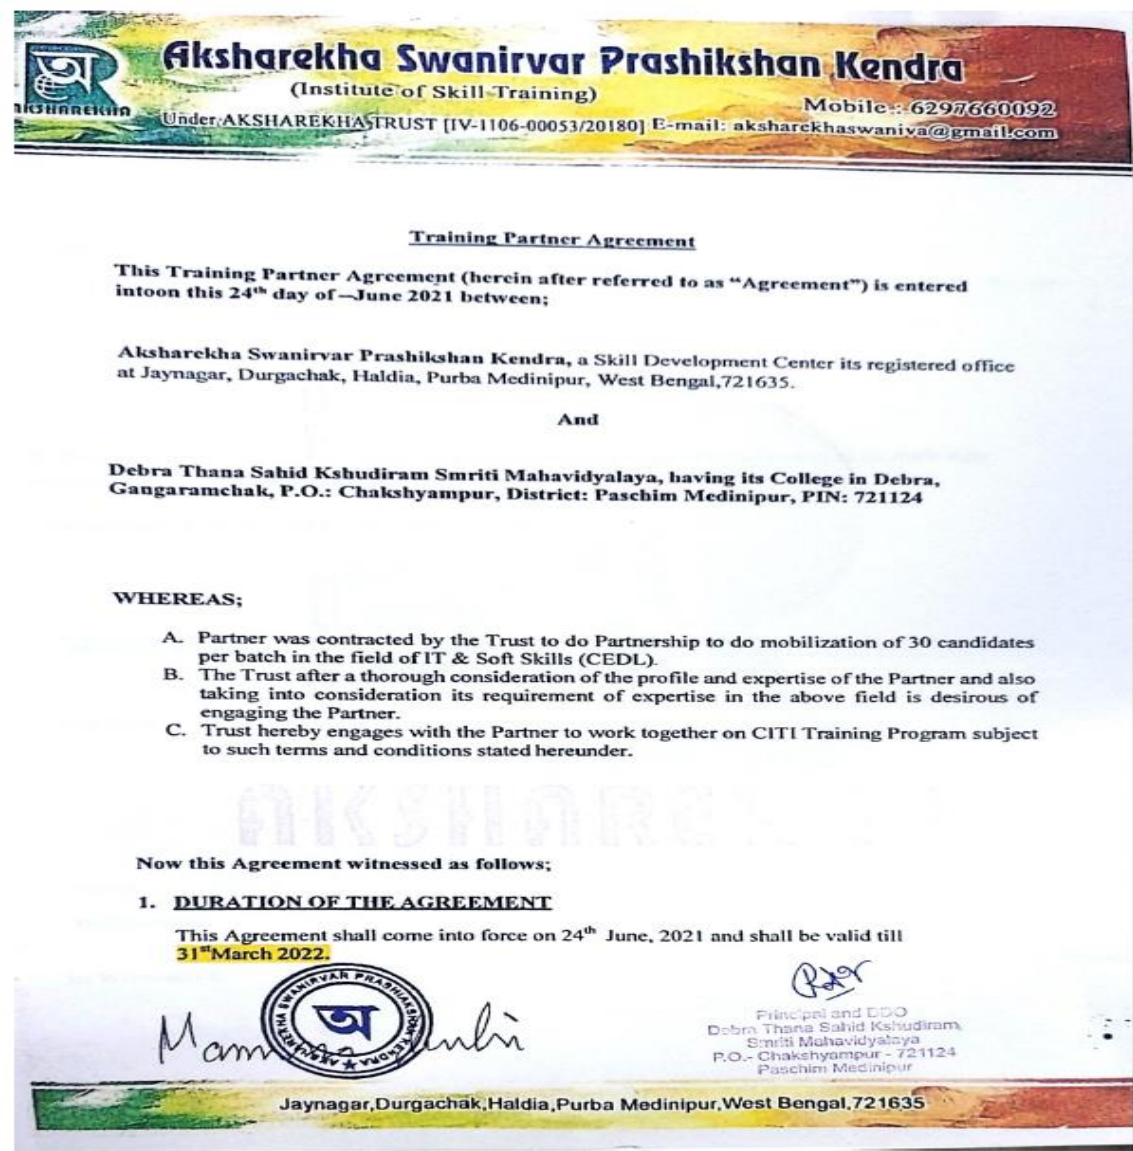 অ
AKSHAREKHA
Aksharekha Swanirvar Prashikshan Kendra
(Institute of Skill Training)
Mobile : 6297660092
Under AKSHAREKHA TRUST [IV-1106-00053/20180] E-mail: aksharekhaswaniva@gmail.com
Training Partner Agreement
This Training Partner Agreement (herein after referred to as “Agreement”) is entered
intoon this 24th day of—June 2021 between;
Aksharekha Swanirvar Prashikshan Kendra, a Skill Development Center its registered office
at Jaynagar, Durgachak, Haldia, Purba Medinipur, West Bengal,721635.
And
Debra Thana Sahid Kshudiram Smriti Mahavidyalaya, having its College in Debra,
Gangaramchak, P.O.: Chakshyampur, District: Paschim Medinipur, PIN: 721124
WHEREAS;
A. Partner was contracted by the Trust to do Partnership to do mobilization of 30 candidates
per batch in the field of IT & Soft Skills (CEDL).
B. The Trust after a thorough consideration of the profile and expertise of the Partner and also
taking into consideration its requirement of expertise in the above field is desirous of
engaging the Partner.
C. Trust hereby engages with the Partner to work together on CITI Training Program subject
to such terms and conditions stated hereunder.
Now this Agreement witnessed as follows;
1. DURATION OF THE AGREEMENT
This Agreement shall come into force on 24th June, 2021 and shall be valid till
31st March 2022.
AKSHAREKHA SWANIRVAR PRASHIKSHAN KENDRA
অ
Principal and DDO
Debra Thana Sahid Kshudiram
Smriti Mahavidyalaya
P.O.- Chakshyampur - 721124
Paschim Medinipur
Jaynagar,Durgachak,Haldia,Purba Medinipur,West Bengal,721635